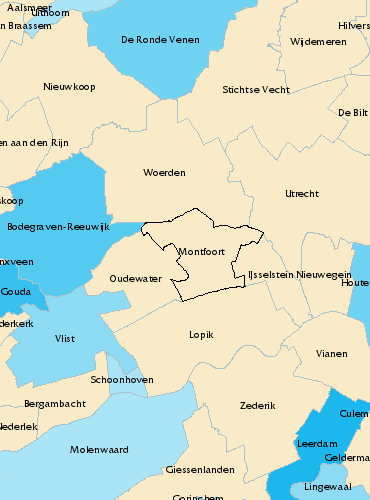 Aalsmeer
Uithoorn
n Braassem
De Ronde Venen
Hilvers
Wijdemeren
Nieuwkoop
Stichtse Vecht
De Bilt
en aan den Rijn
Woerden
Utrecht
skoop
Bodegraven-Reeuwijk
Montfoort
nxveen
Oudewater
IJsselstein
Nieuwegein
Houte
Gouda
derkerk
Vlist
Lopik
Vianen
Schoonhoven
Bergambacht
Zederik
Culem
Nederlek
Leerdam
Molenwaard
Gelderma
Giessenlanden
Lingewaal
Gorinchem